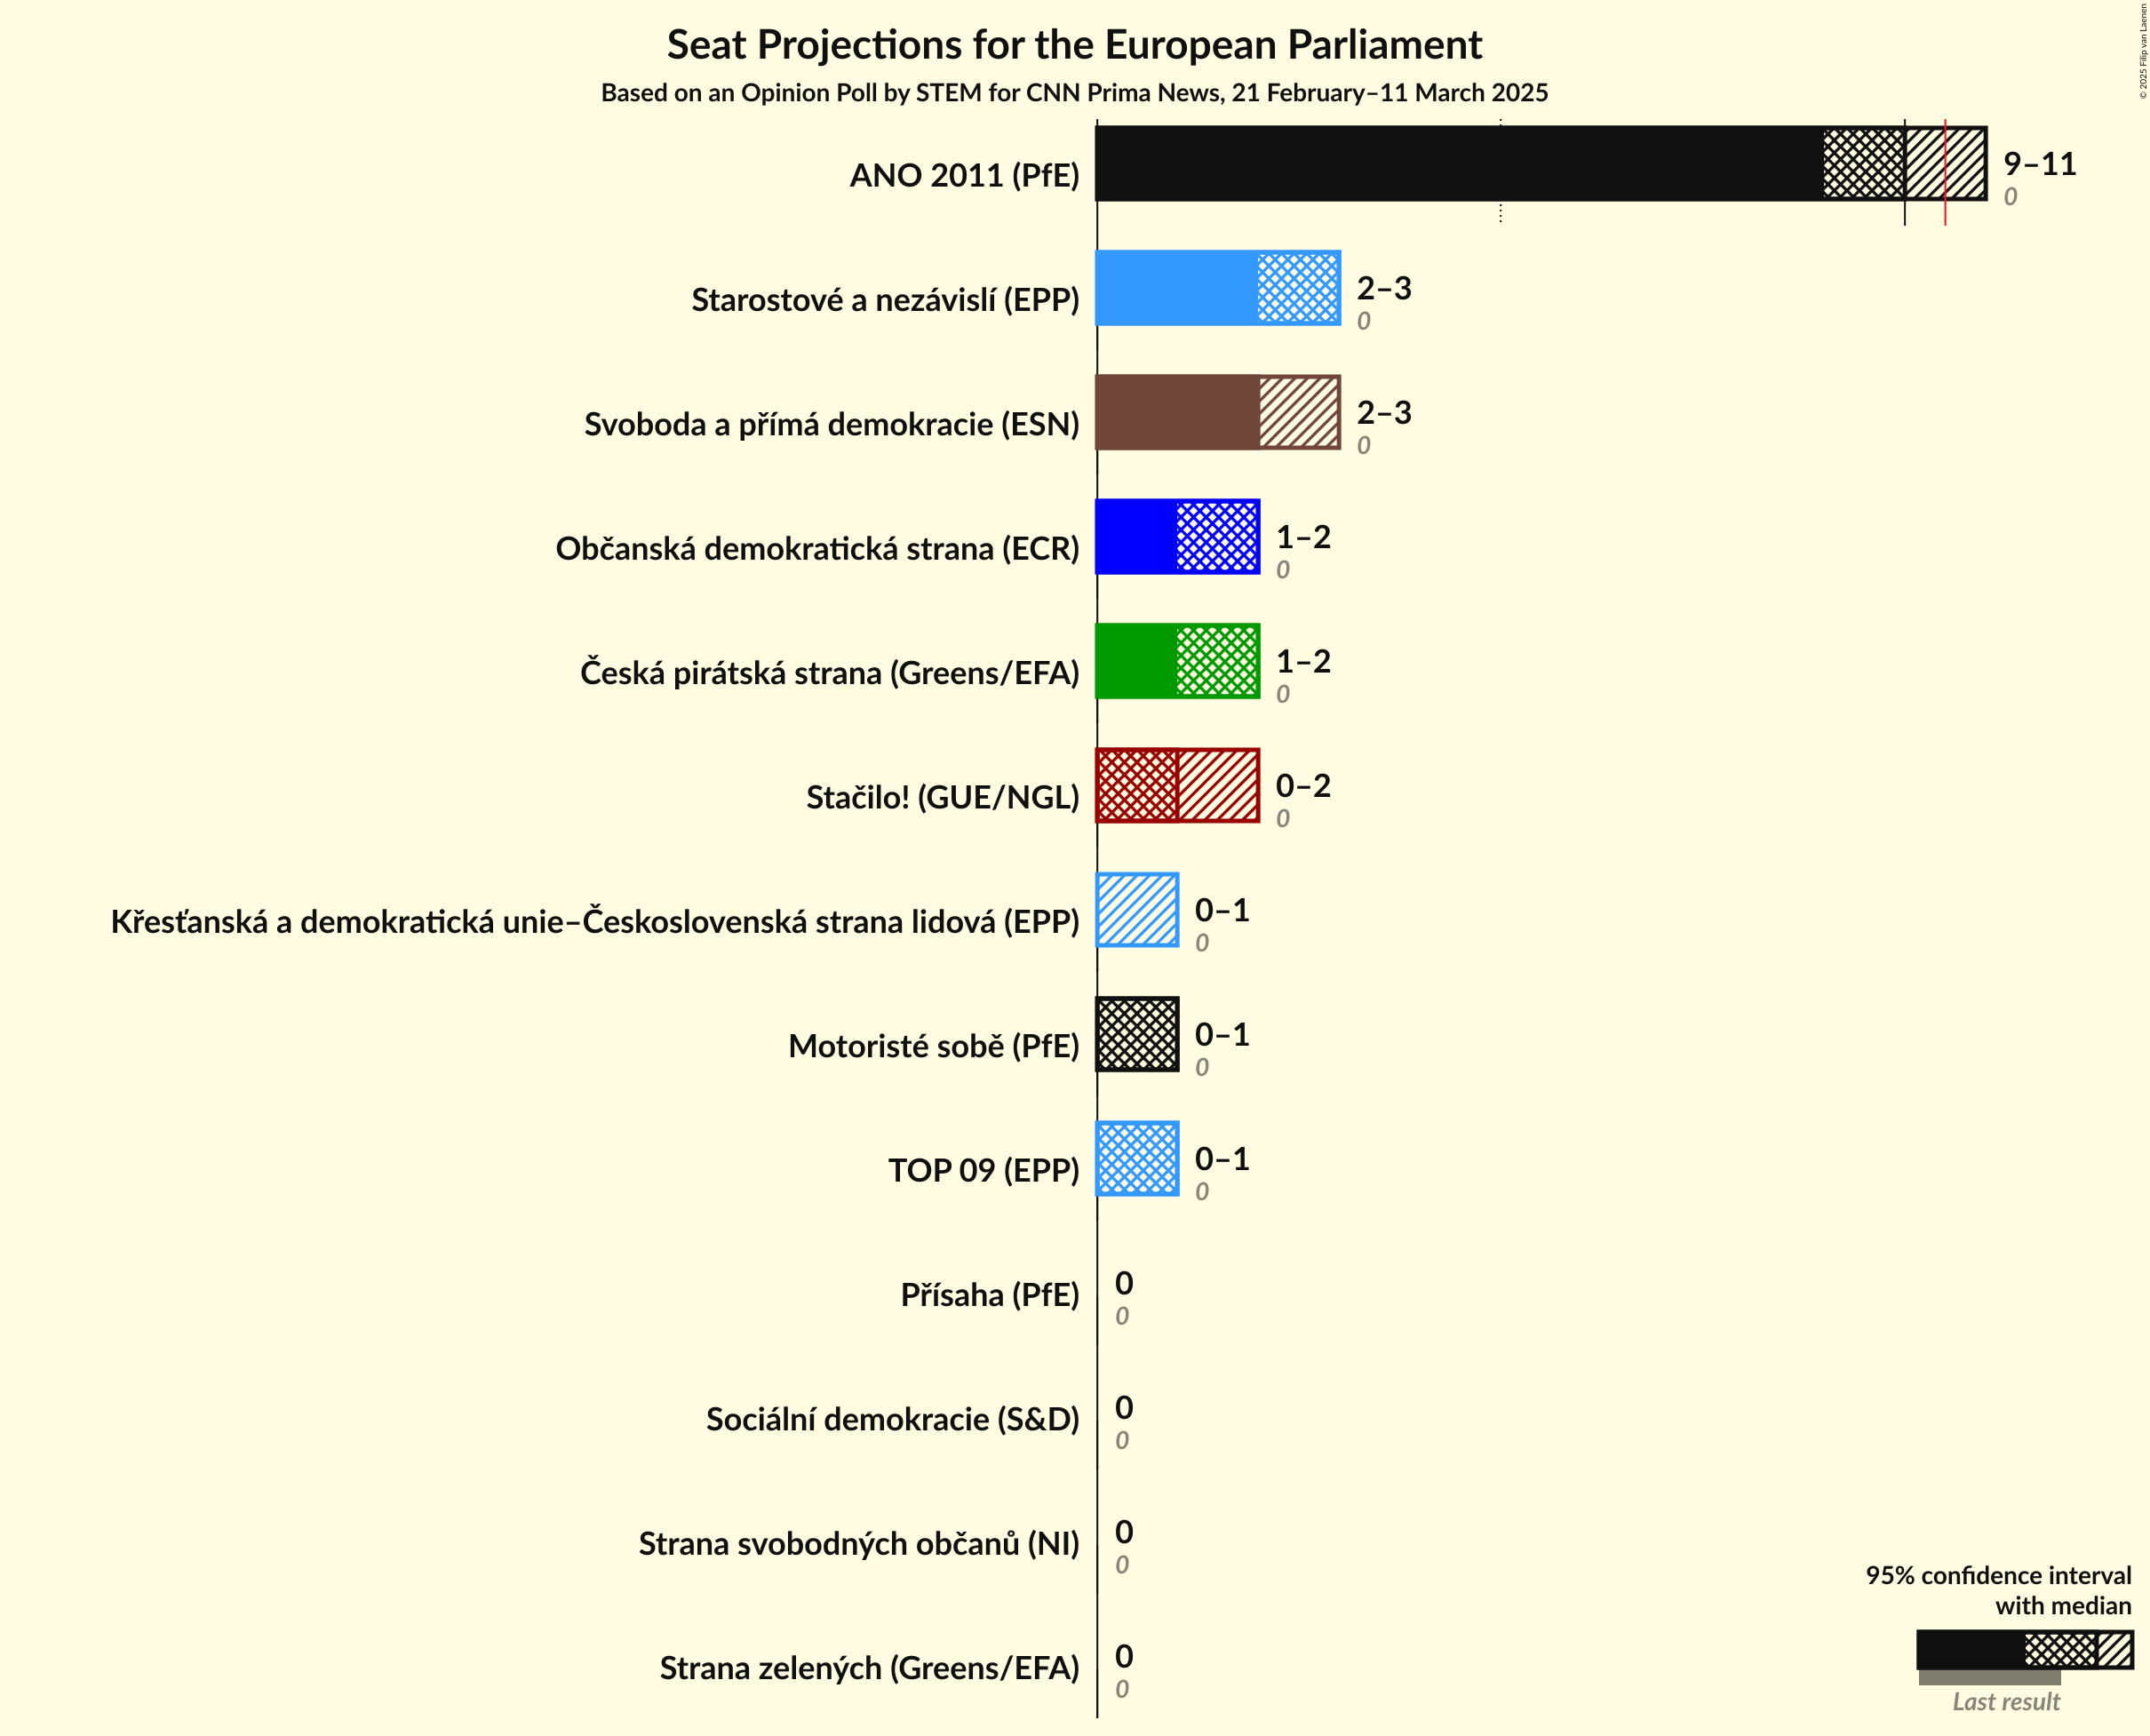 Seat Projections for the European Parliament
Based on an Opinion Poll by STEM for CNN Prima News, 21 February–11 March 2025
© 2025 Filip van Laenen
ANO 2011 (PfE)
9–11
0
Starostové a nezávislí (EPP)
2–3
0
Svoboda a přímá demokracie (ESN)
2–3
0
Občanská demokratická strana (ECR)
1–2
0
Česká pirátská strana (Greens/EFA)
1–2
0
Stačilo! (GUE/NGL)
0–2
0
Křesťanská a demokratická unie–Československá strana lidová (EPP)
0–1
0
Motoristé sobě (PfE)
0–1
0
TOP 09 (EPP)
0–1
0
Přísaha (PfE)
0
0
Sociální demokracie (S&D)
0
0
Strana svobodných občanů (NI)
0
0
Strana zelených (Greens/EFA)
0
0
95% confidence interval
with median
Last result